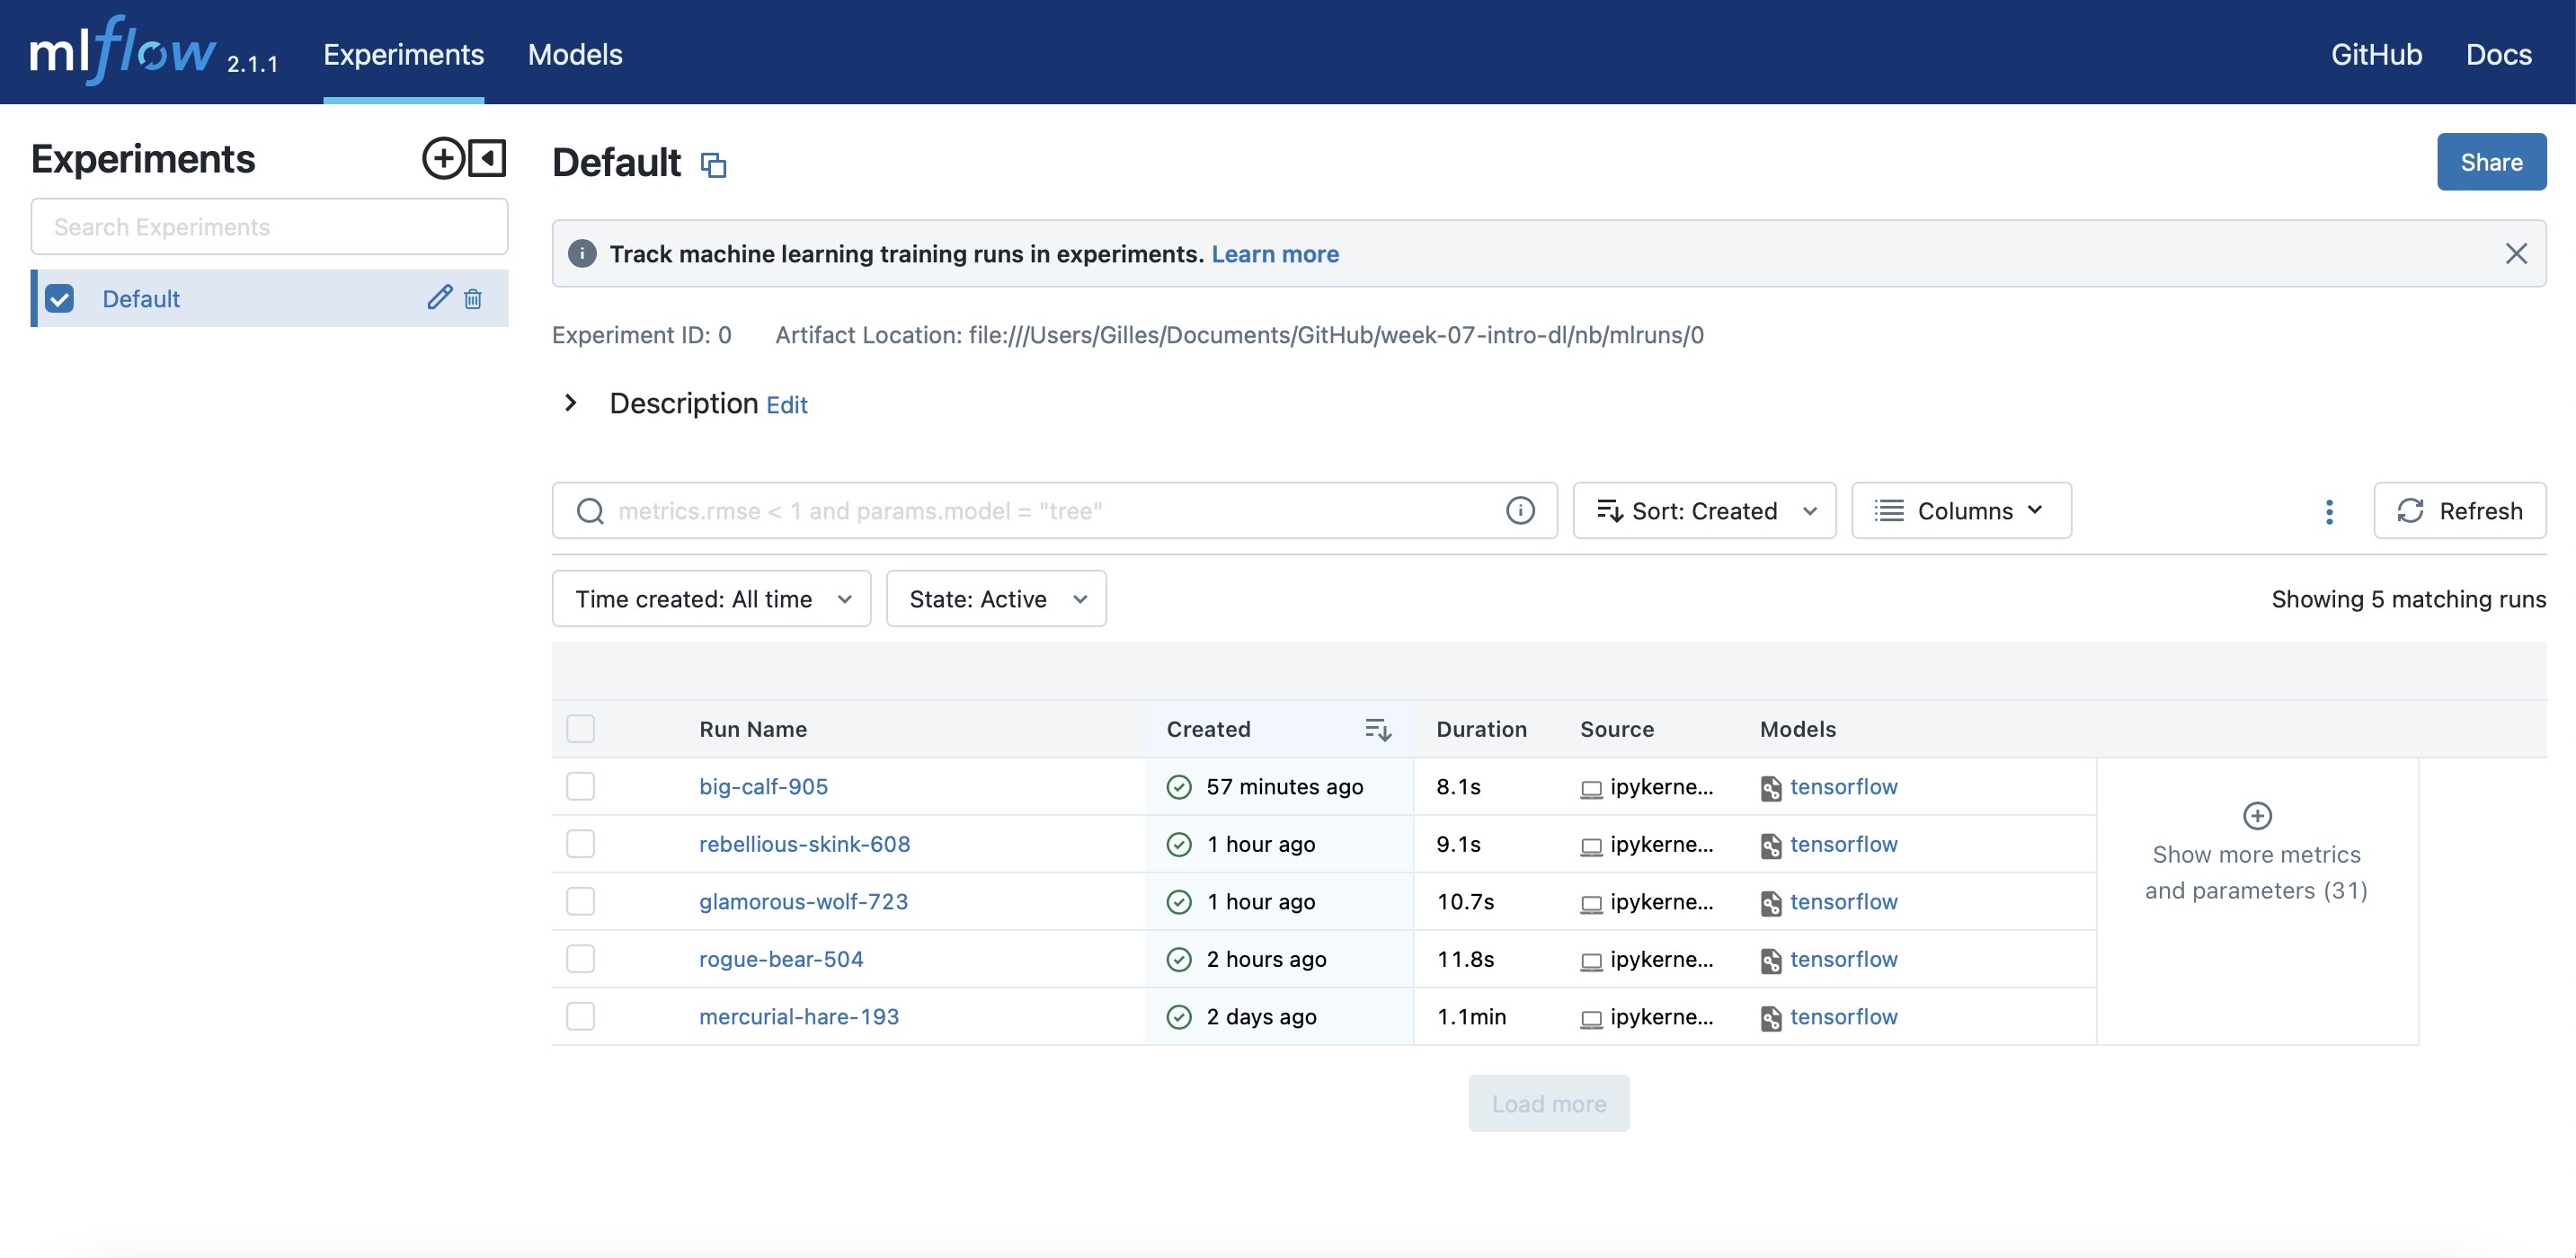 mlflow 2.1.1 Experiments Models GitHub Docs
Experiments
Search Experiments
Default
Default
Share
Track machine learning training runs in experiments. Learn more
Experiment ID: 0 Artifact Location: file:///Users/Gilles/Documents/GitHub/week-07-intro-dl/nb/mlruns/0
Description Edit
metrics.rmse < 1 and params.model = "tree" Sort: Created Columns Refresh
Time created: All time State: Active Showing 5 matching runs
Run Name Created Duration Source Models
big-calf-905 57 minutes ago 8.1s ipykerne... tensorflow
rebellious-skink-608 1 hour ago 9.1s ipykerne... tensorflow
glamorous-wolf-723 1 hour ago 10.7s ipykerne... tensorflow
rogue-bear-504 2 hours ago 11.8s ipykerne... tensorflow
mercurial-hare-193 2 days ago 1.1min ipykerne... tensorflow
Show more metrics
and parameters (31)
Load more